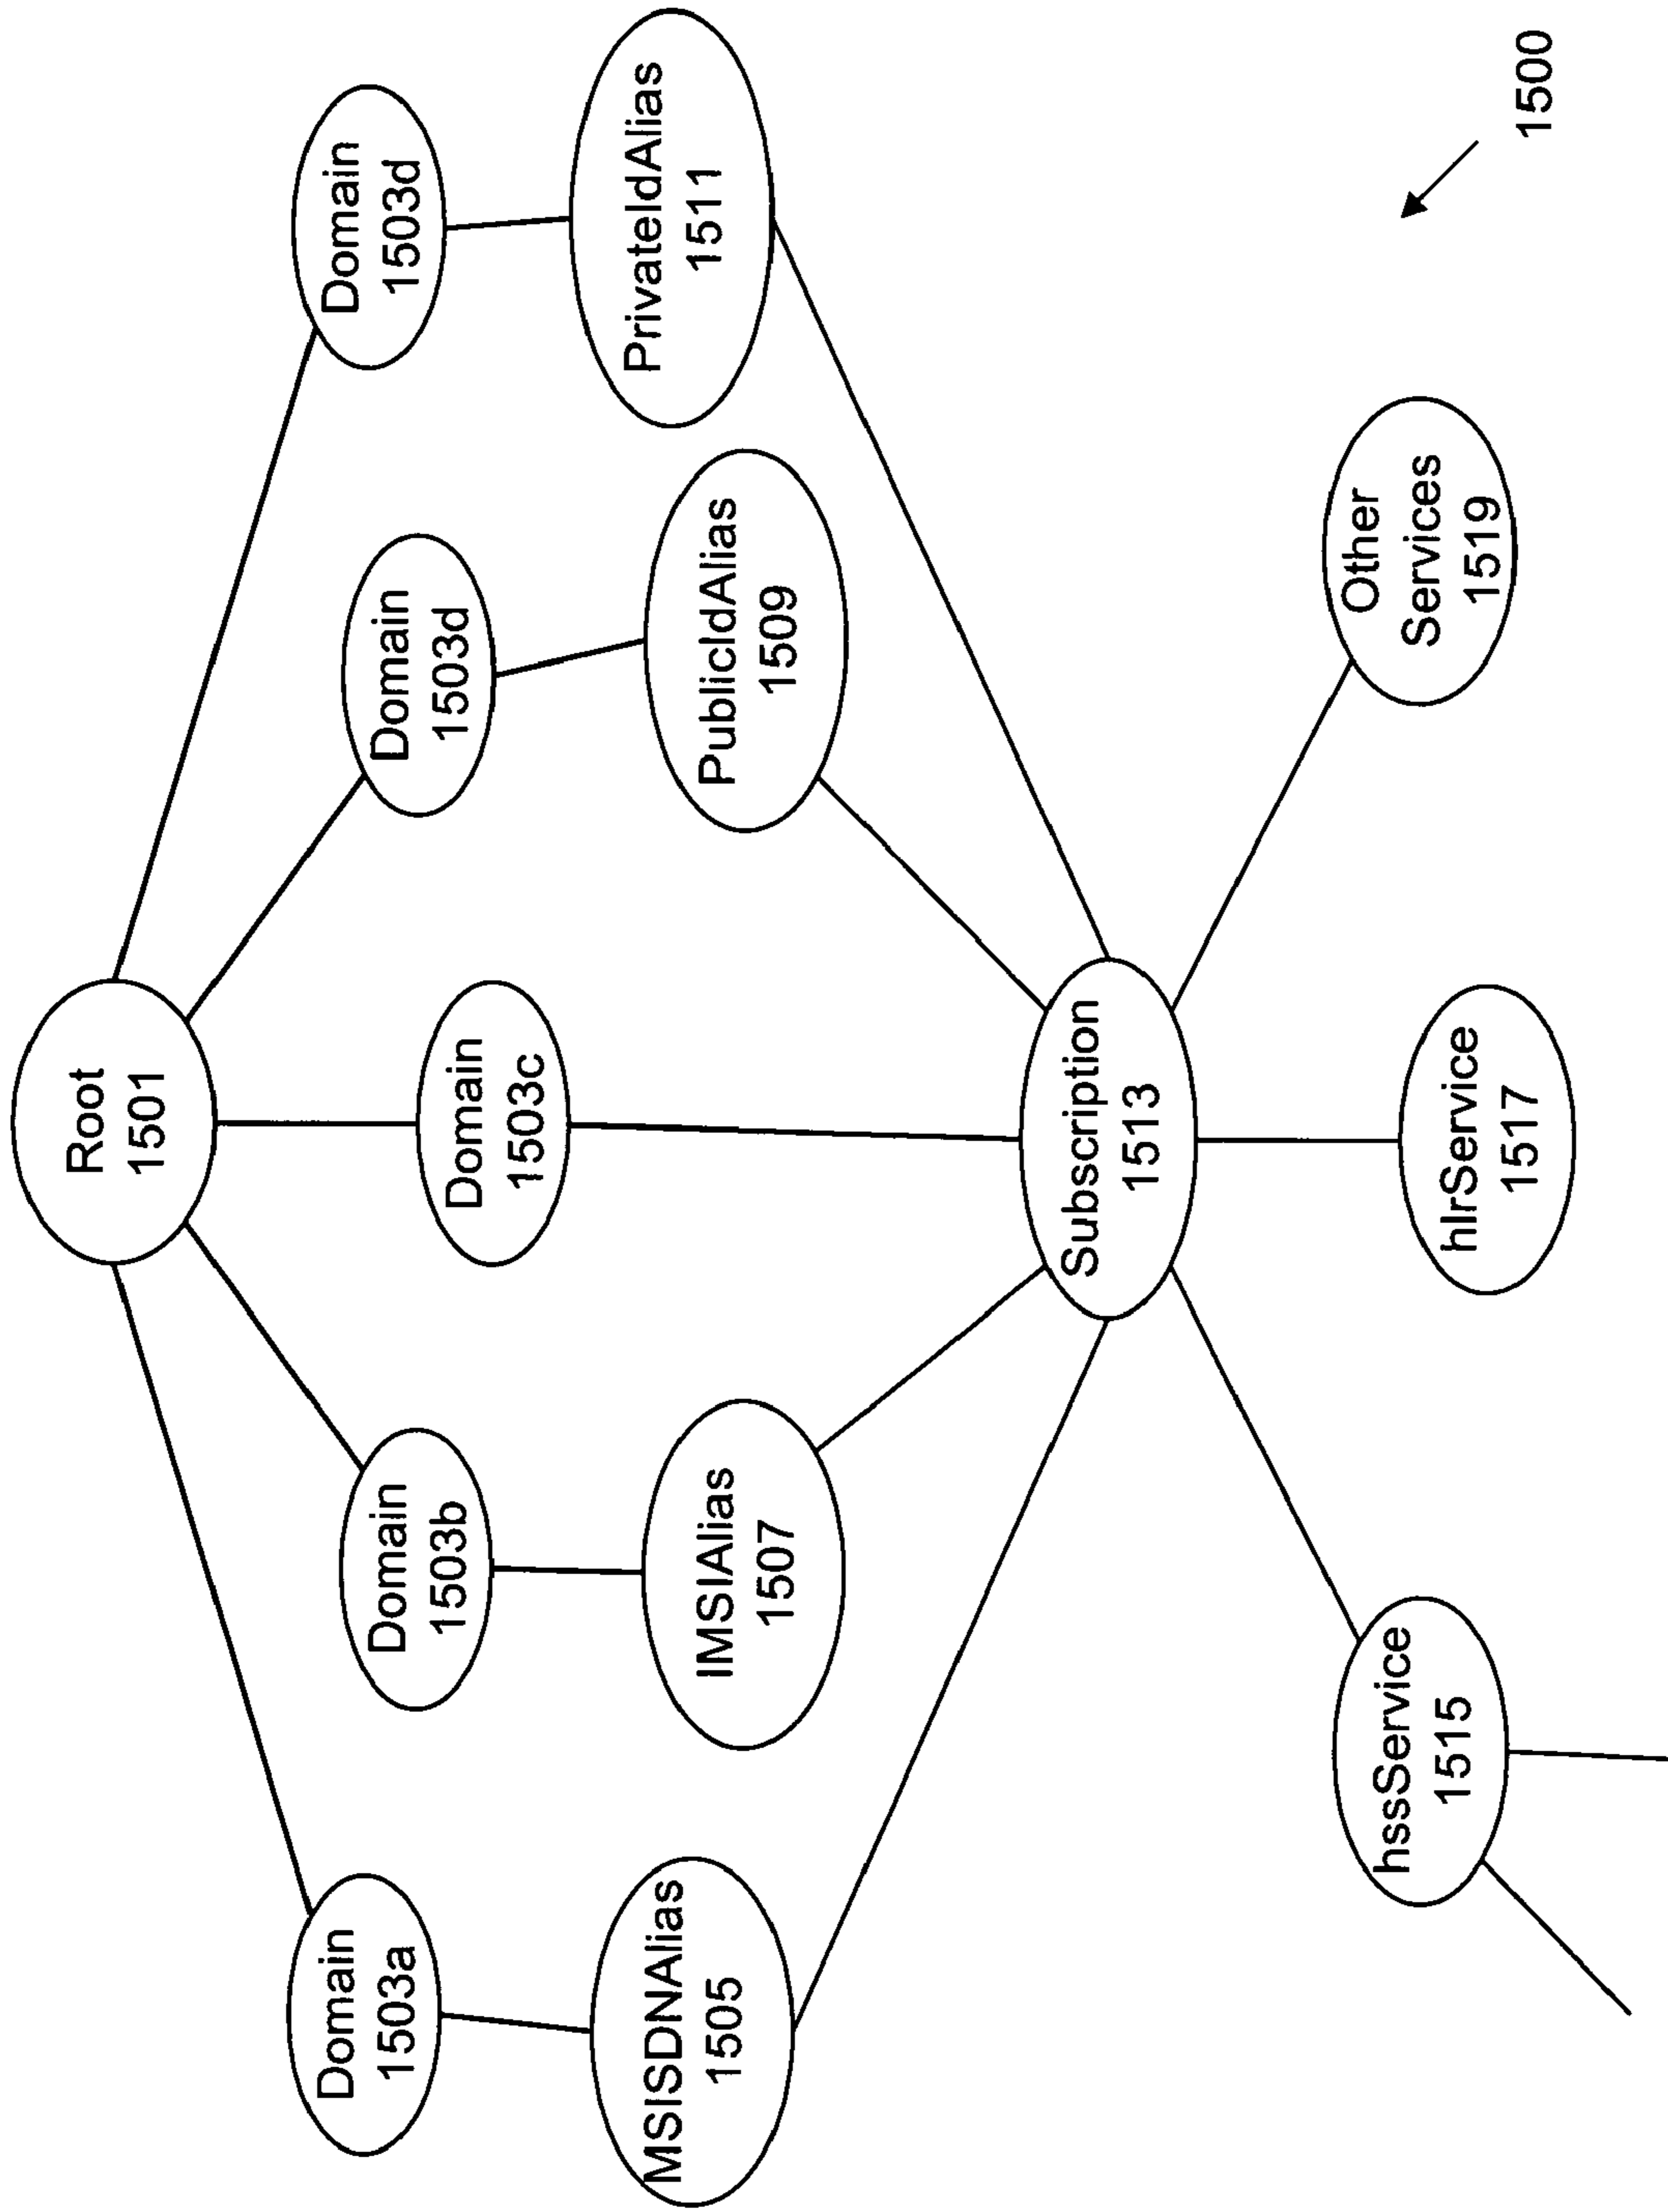 Root
1501
Domain
1503a
Domain
1503b
Domain
1503c
Domain
1503d
Domain
1503d
MSISDNAlias
1505
IMSIAlias
1507
PublicIdAlias
1509
PrivateIdAlias
1511
Subscription
1513
hssService
1515
hlrService
1517
Other
Services
1519
1500